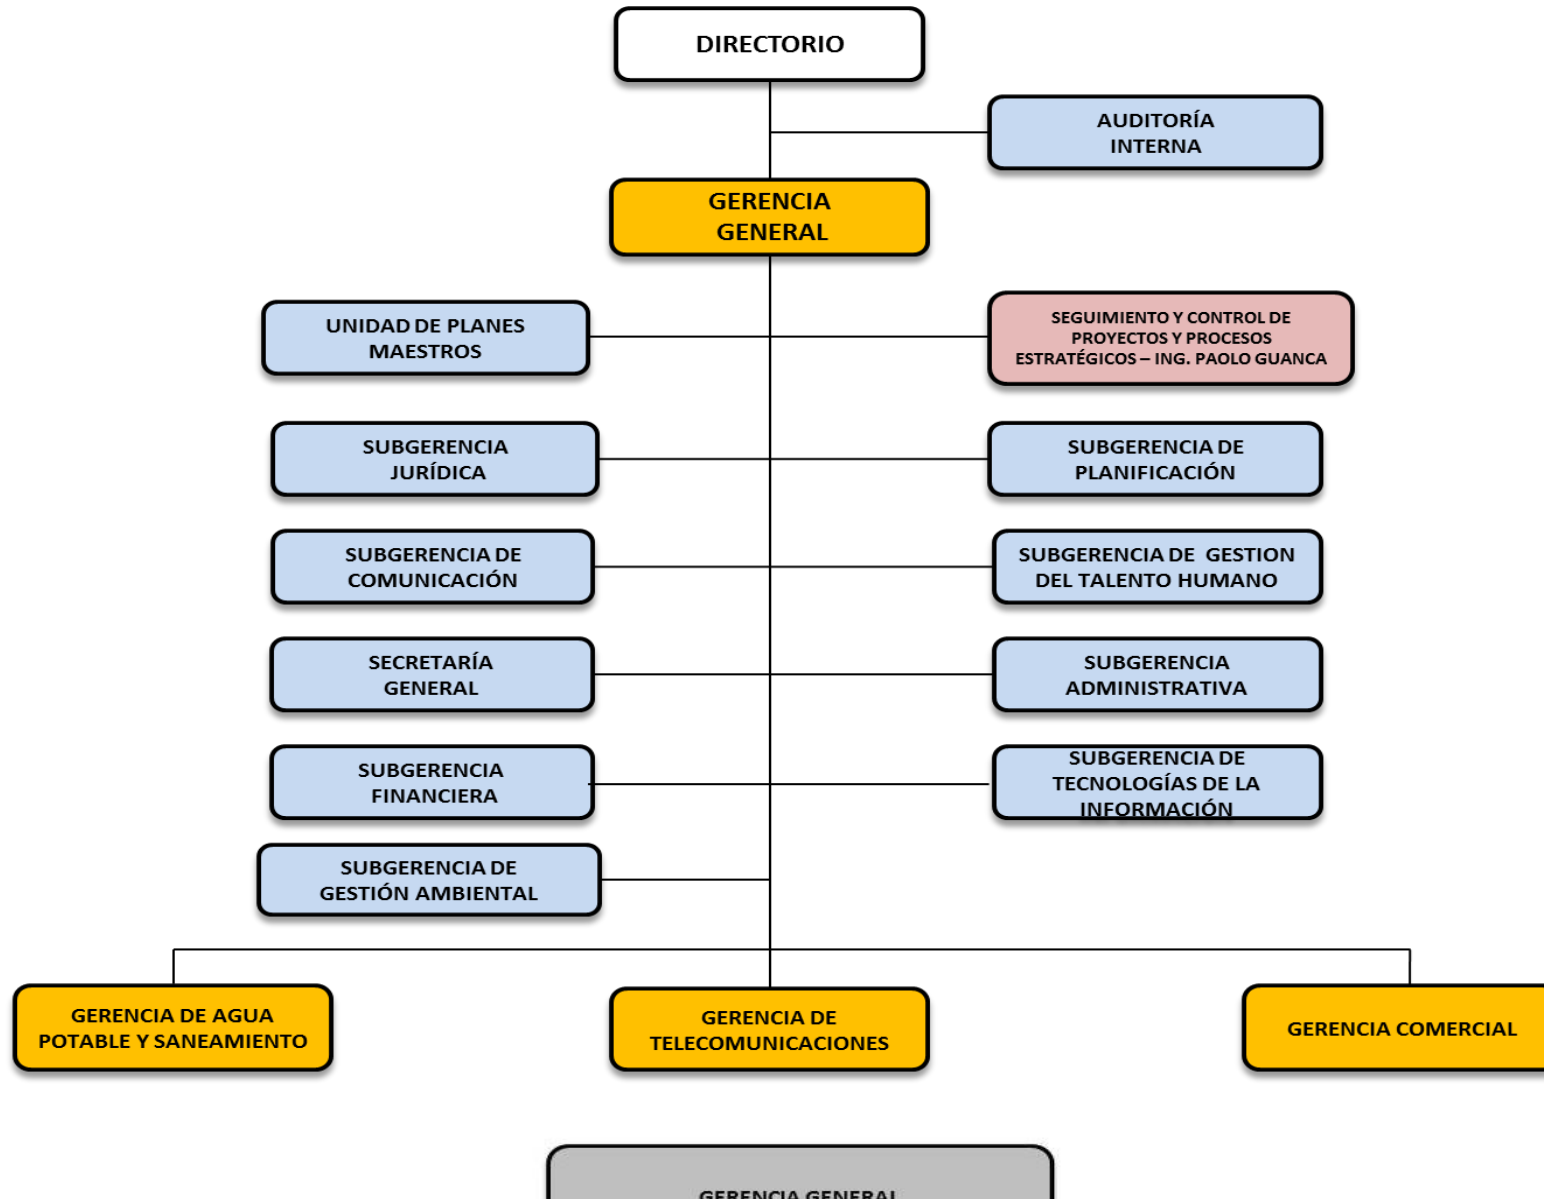 DIRECTORIO
AUDITORÍA
INTERNA
GERENCIA
GENERAL
UNIDAD DE PLANES
MAESTROS
SEGUIMIENTO Y CONTROL DE
PROYECTOS Y PROCESOS
ESTRATÉGICOS – ING. PAOLO GUANCA
SUBGERENCIA
JURÍDICA
SUBGERENCIA DE
PLANIFICACIÓN
SUBGERENCIA DE
COMUNICACIÓN
SUBGERENCIA DE GESTION
DEL TALENTO HUMANO
SECRETARÍA
GENERAL
SUBGERENCIA
ADMINISTRATIVA
SUBGERENCIA
FINANCIERA
SUBGERENCIA DE
TECNOLOGÍAS DE LA
INFORMACIÓN
SUBGERENCIA DE
GESTIÓN AMBIENTAL
GERENCIA DE AGUA
POTABLE Y SANEAMIENTO
GERENCIA DE
TELECOMUNICACIONES
GERENCIA COMERCIAL
GERENCIA GENERAL